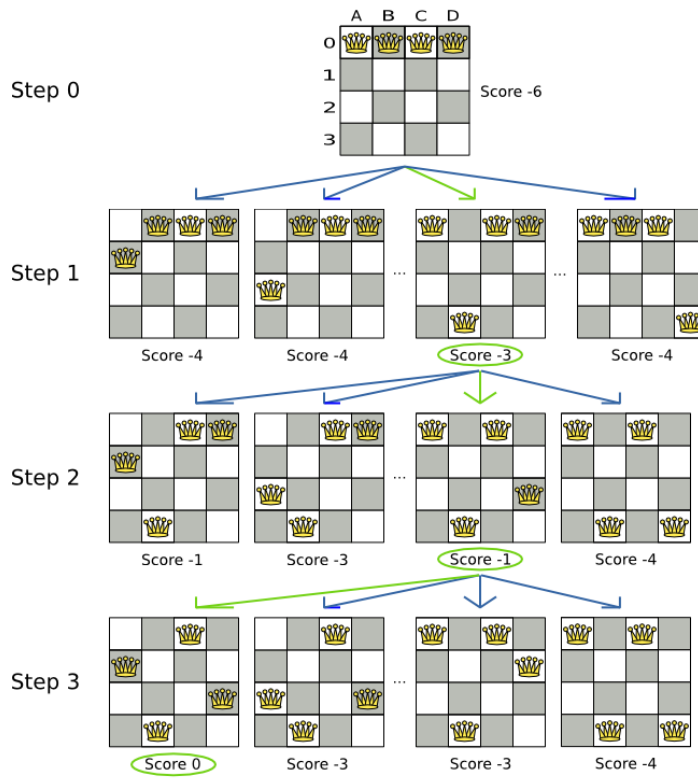 A B C D
0
1
2
3
Step 0
Score -6
Step 1
...
...
Score -4
Score -4
Score -3
Score -4
Step 2
...
Score -1
Score -3
Score -1
Score -4
Step 3
...
Score 0
Score -3
Score -3
Score -4